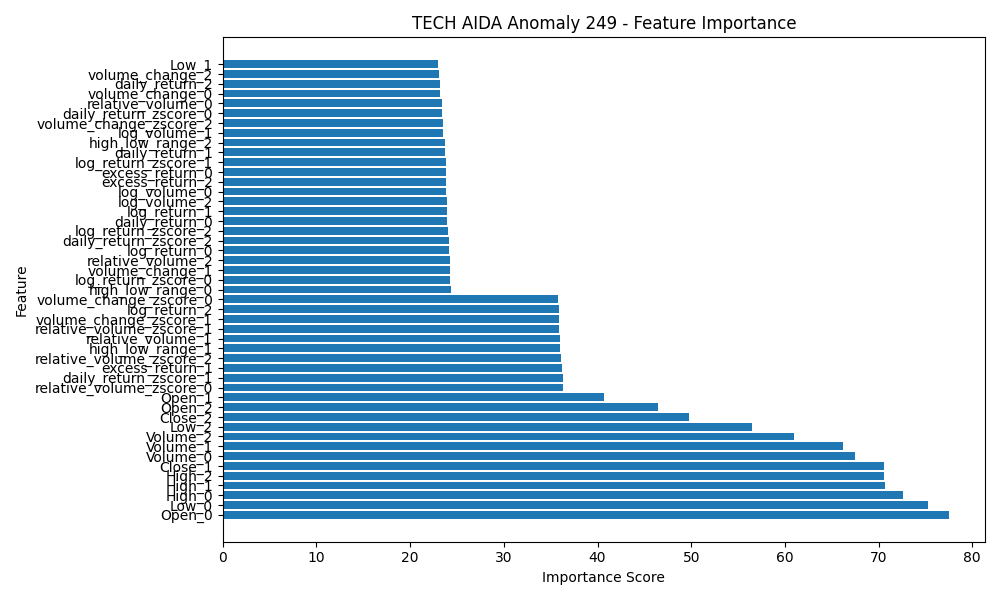 TECH AIDA Anomaly 249 - Feature Importance
Low_1
volume_change_2
daily_return_2
volume_change_0
relative_volume_0
daily_return_zscore_0
volume_change_zscore_2
log_volume_1
high_low_range_2
daily_return_1
log_return_zscore_1
excess_return_0
excess_return_2
log_volume_0
log_volume_2
log_return_1
daily_return_0
log_return_zscore_2
daily_return_zscore_2
log_return_0
relative_volume_2
volume_change_1
log_return_zscore_0
high_low_range_0
volume_change_zscore_0
log_return_2
volume_change_zscore_1
relative_volume_zscore_1
relative_volume_1
high_low_range_1
relative_volume_zscore_2
excess_return_1
daily_return_zscore_1
relative_volume_zscore_0
Open_1
Open_2
Close_2
Low_2
Volume_2
Volume_1
Volume_0
Close_1
High_2
High_1
High_0
Low_0
Open_0
Feature
0 10 20 30 40 50 60 70 80
Importance Score